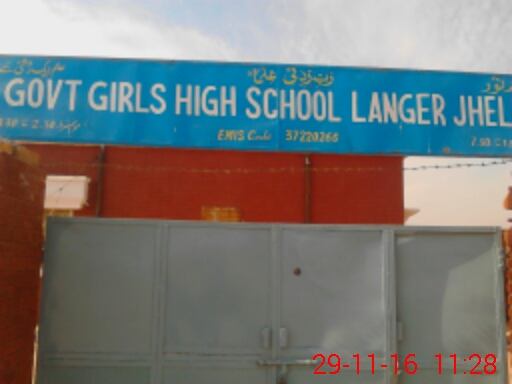 رَبِّ زِدْنِی عِلْمًا
GOVT GIRLS HIGH SCHOOL LANGER JHEL
EMIS Code 37220266
29-11-16 11:28